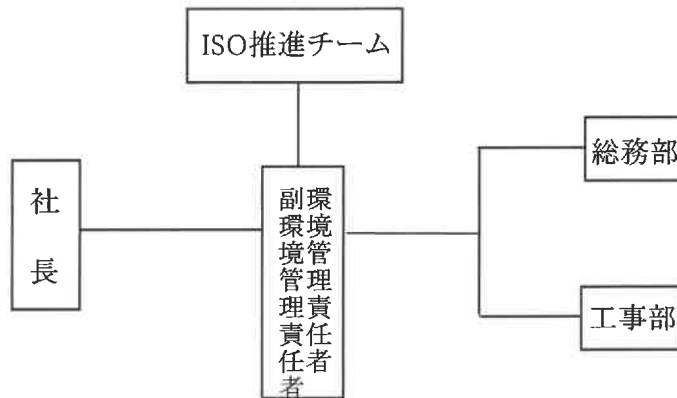 ISO推進チーム
社長
環境管理責任者
副環境管理責任者
総務部
工事部